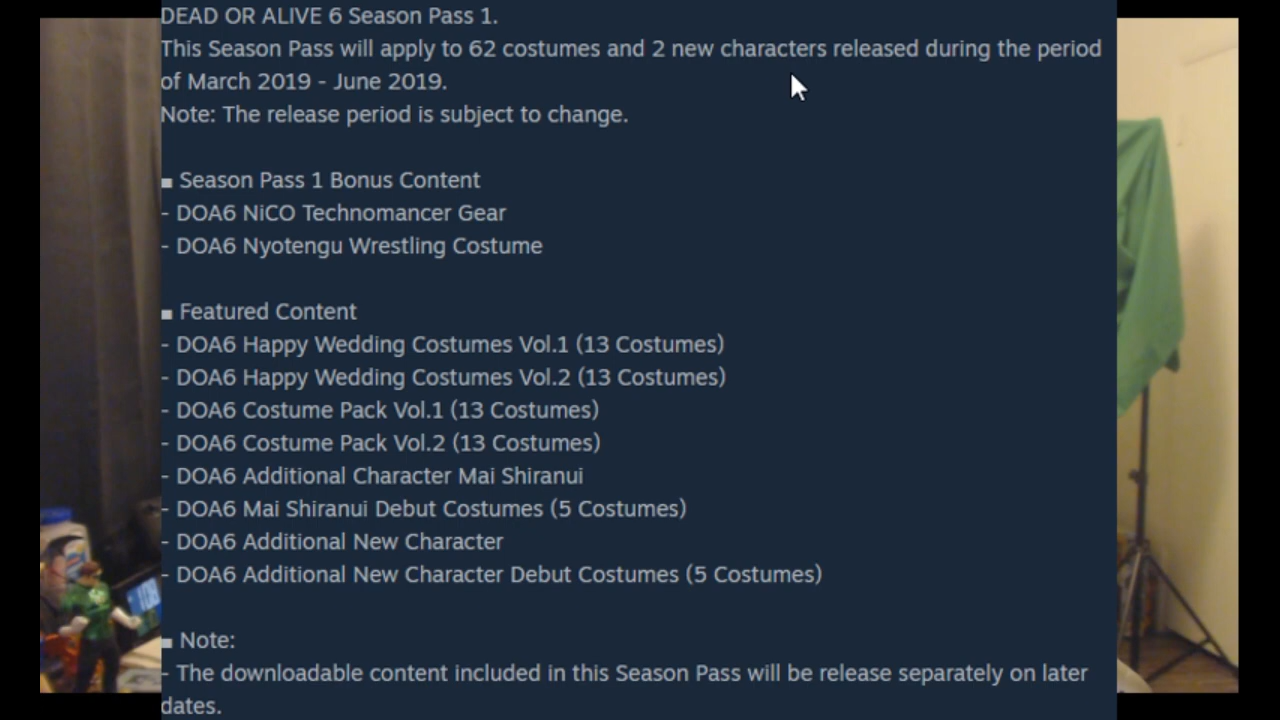 DEAD OR ALIVE 6 Season Pass 1.
This Season Pass will apply to 62 costumes and 2 new characters released during the period
of March 2019 - June 2019.
Note: The release period is subject to change.
■ Season Pass 1 Bonus Content
- DOA6 NiCO Technomancer Gear
- DOA6 Nyotengu Wrestling Costume
■ Featured Content
- DOA6 Happy Wedding Costumes Vol.1 (13 Costumes)
- DOA6 Happy Wedding Costumes Vol.2 (13 Costumes)
- DOA6 Costume Pack Vol.1 (13 Costumes)
- DOA6 Costume Pack Vol.2 (13 Costumes)
- DOA6 Additional Character Mai Shiranui
- DOA6 Mai Shiranui Debut Costumes (5 Costumes)
- DOA6 Additional New Character
- DOA6 Additional New Character Debut Costumes (5 Costumes)
■ Note:
- The downloadable content included in this Season Pass will be release separately on later
dates.